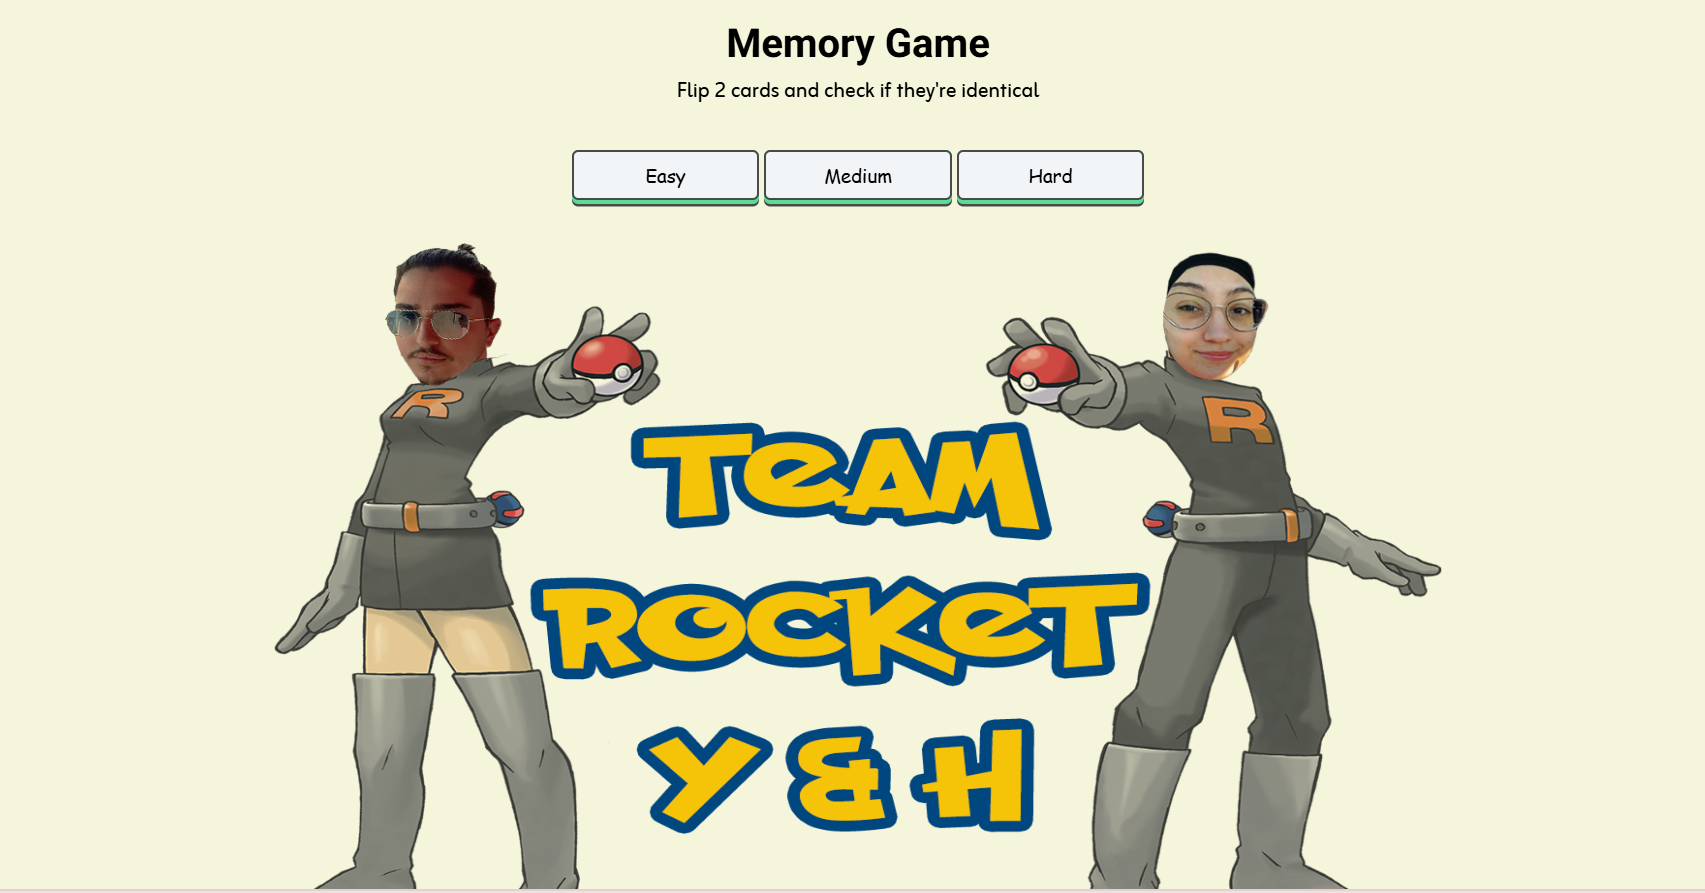 Memory Game
Flip 2 cards and check if they're identical
Easy Medium Hard
R R
TEAM
ROCKET
Y & H